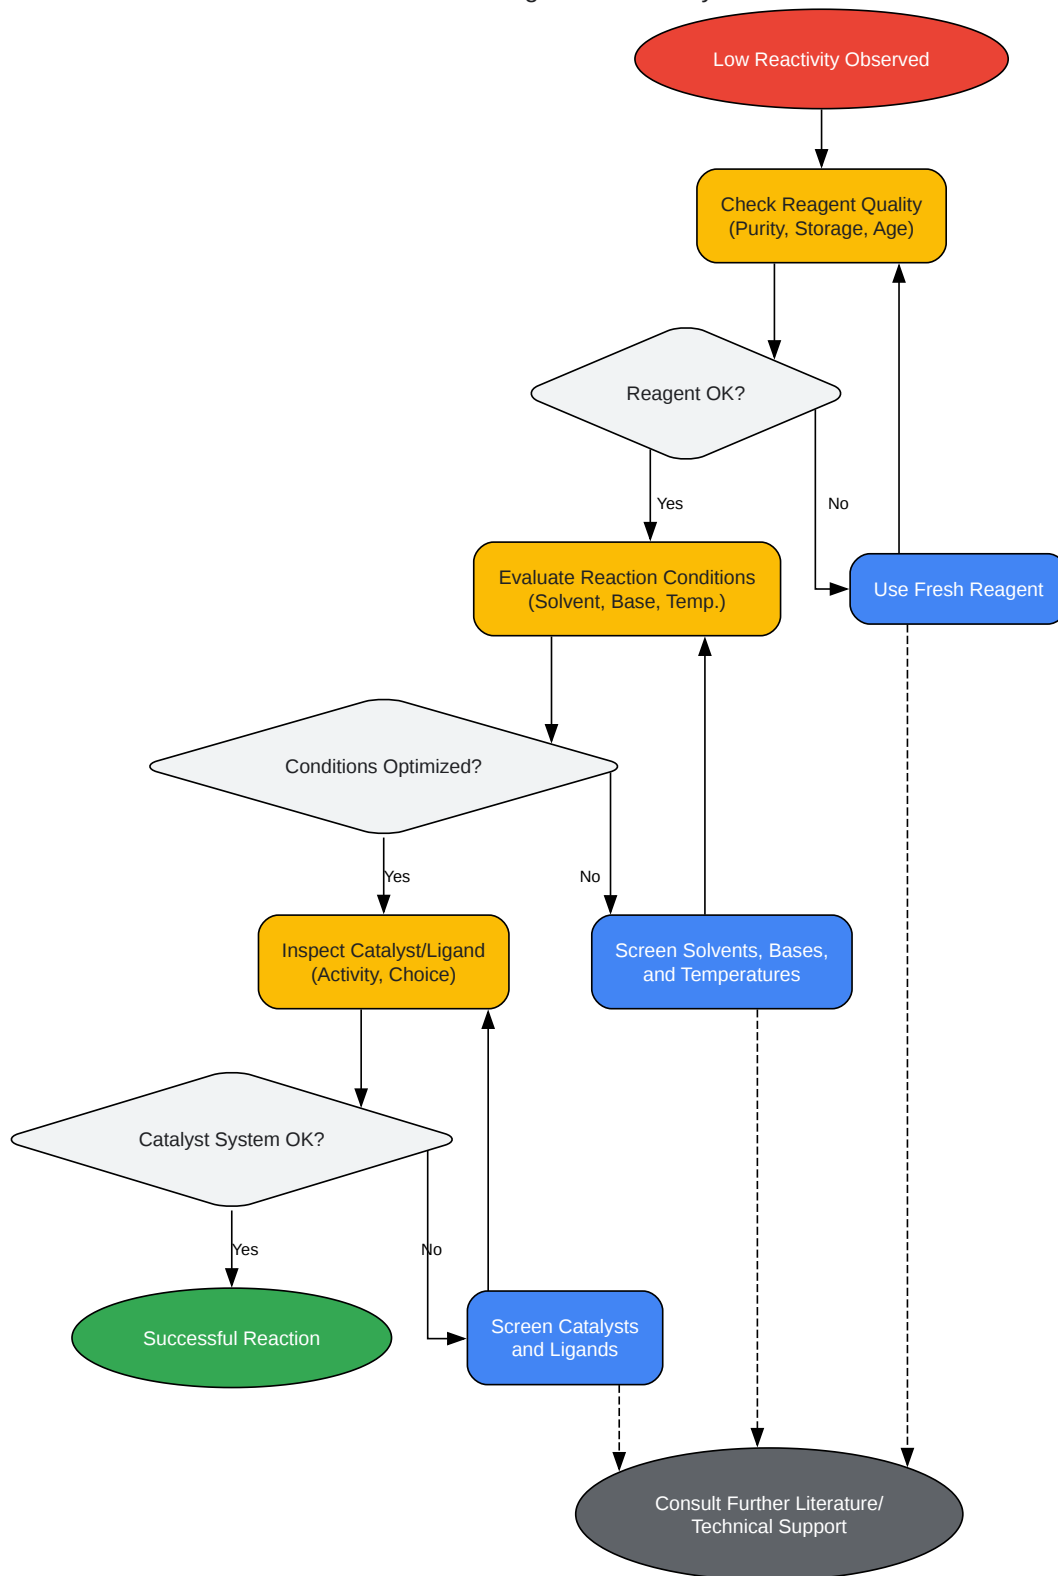 Low Reactivity Observed
Check Reagent Quality
(Purity, Storage, Age)
Reagent OK?
Yes
No
Evaluate Reaction Conditions
(Solvent, Base, Temp.)
Use Fresh Reagent
Conditions Optimized?
Yes
No
Inspect Catalyst/Ligand
(Activity, Choice)
Screen Solvents, Bases,
and Temperatures
Catalyst System OK?
Yes
No
Successful Reaction
Screen Catalysts
and Ligands
Consult Further Literature/
Technical Support